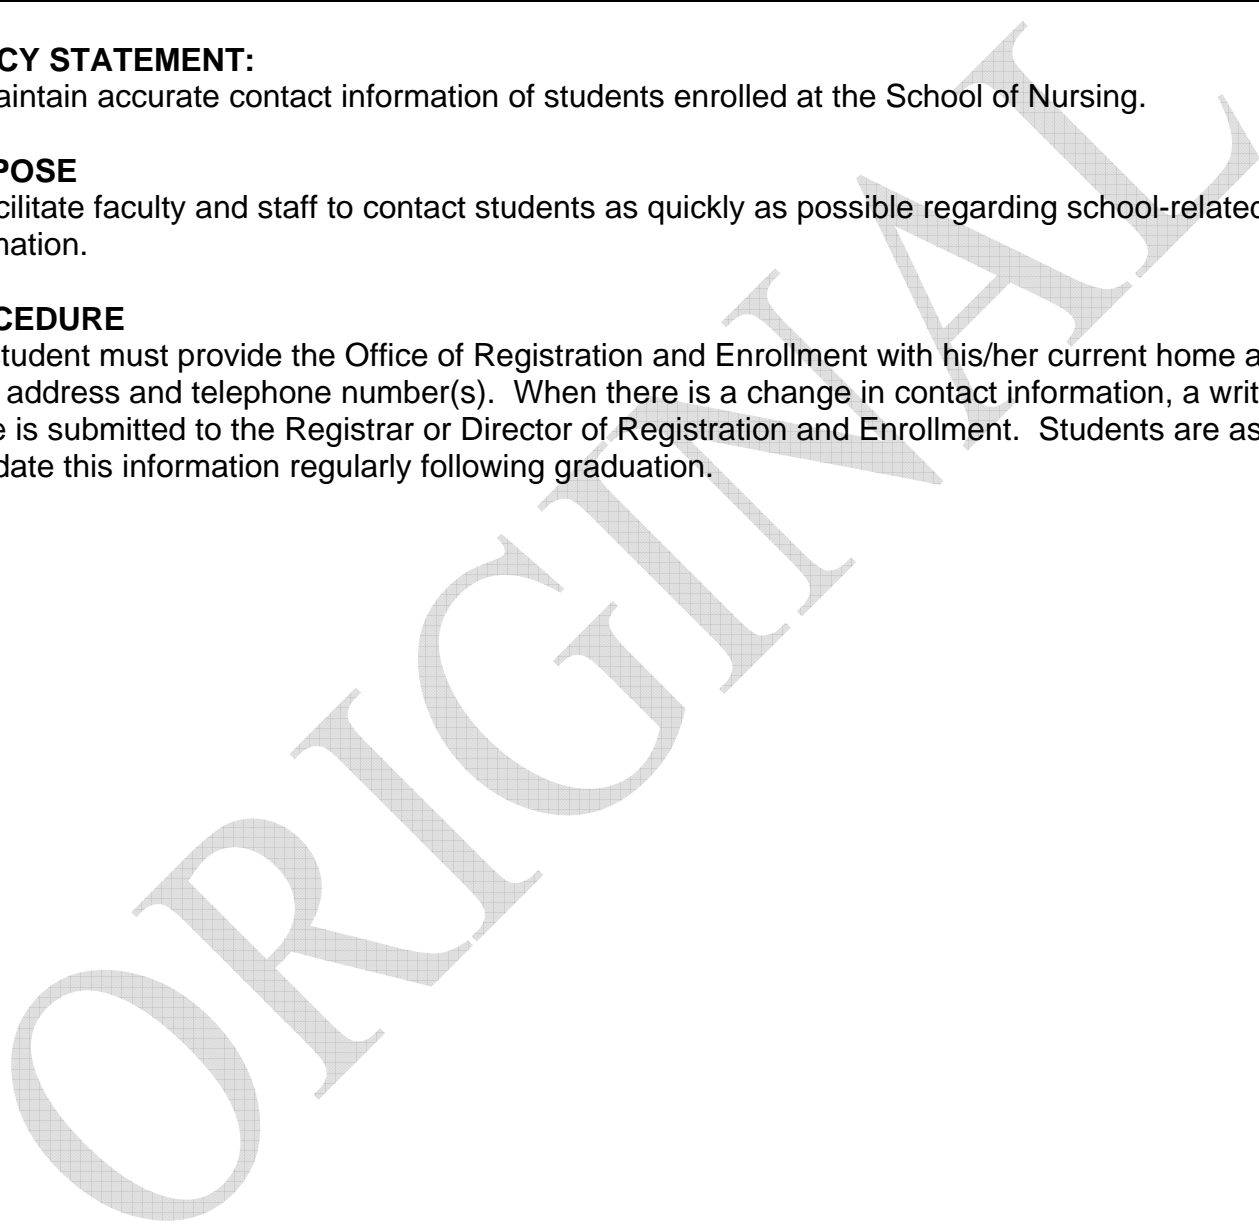 CY STATEMENT:
aintain accurate contact information of students enrolled at the School of Nursing.
POSE
cilitate faculty and staff to contact students as quickly as possible regarding school-related
mation.
CEDURE
tudent must provide the Office of Registration and Enrollment with his/her current home a
address and telephone number(s).  When there is a change in contact information, a writ
e is submitted to the Registrar or Director of Registration and Enrollment.  Students are as
date this information regularly following graduation.
ORIGINAL